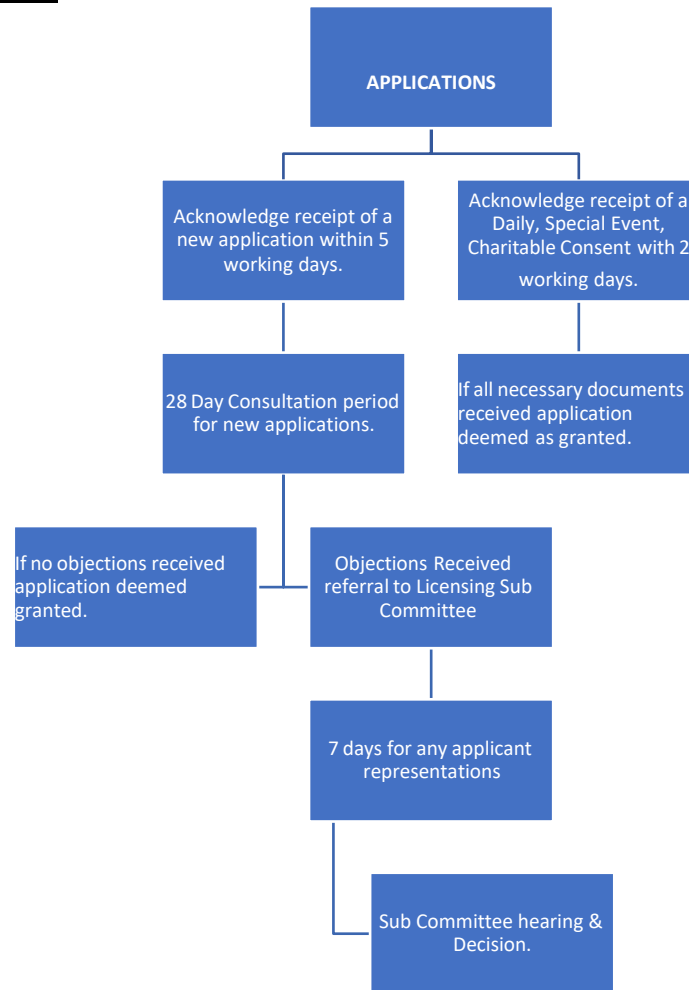 APPLICATIONS
Acknowledge receipt of a
new application within 5
working days.
Acknowledge receipt of a
Daily, Special Event,
Charitable Consent with 2
working days.
28 Day Consultation period
for new applications.
If all necessary documents
received application
deemed as granted.
If no objections received
application deemed
granted.
Objections Received
referral to Licensing Sub
Committee
7 days for any applicant
representations
Sub Committee hearing &
Decision.